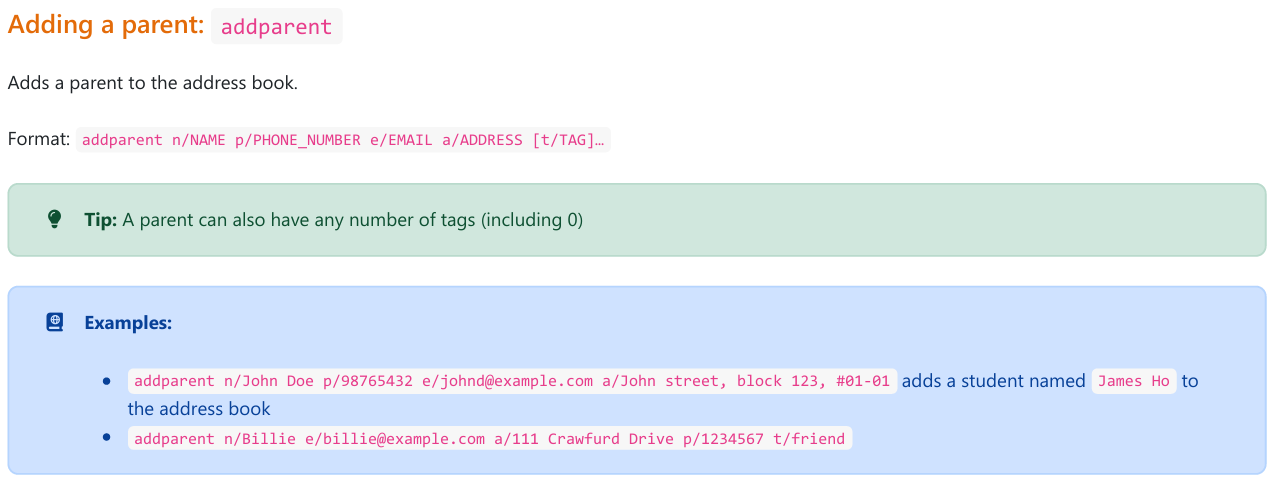 Adding a parent: addparent
Adds a parent to the address book.
Format: addparent n/NAME p/PHONE_NUMBER e/EMAIL a/ADDRESS [t/TAG]…
Tip: A parent can also have any number of tags (including 0)
Examples:
• addparent n/John Doe p/98765432 e/johnd@example.com a/John street, block 123, #01-01 adds a student named James Ho to
the address book
• addparent n/Billie e/billie@example.com a/111 Crawfurd Drive p/1234567 t/friend